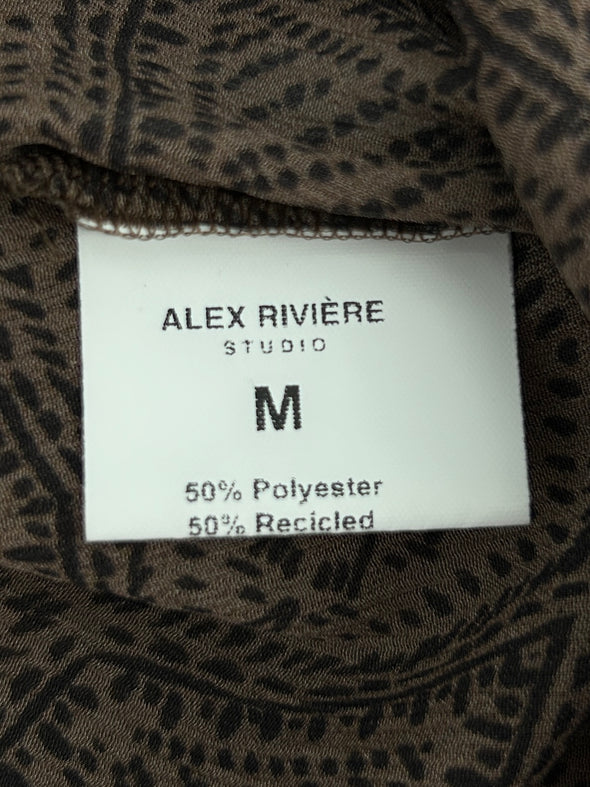 ALEX RIVIÈRE
STUDIO
M
50% Polyester
50% Recicled